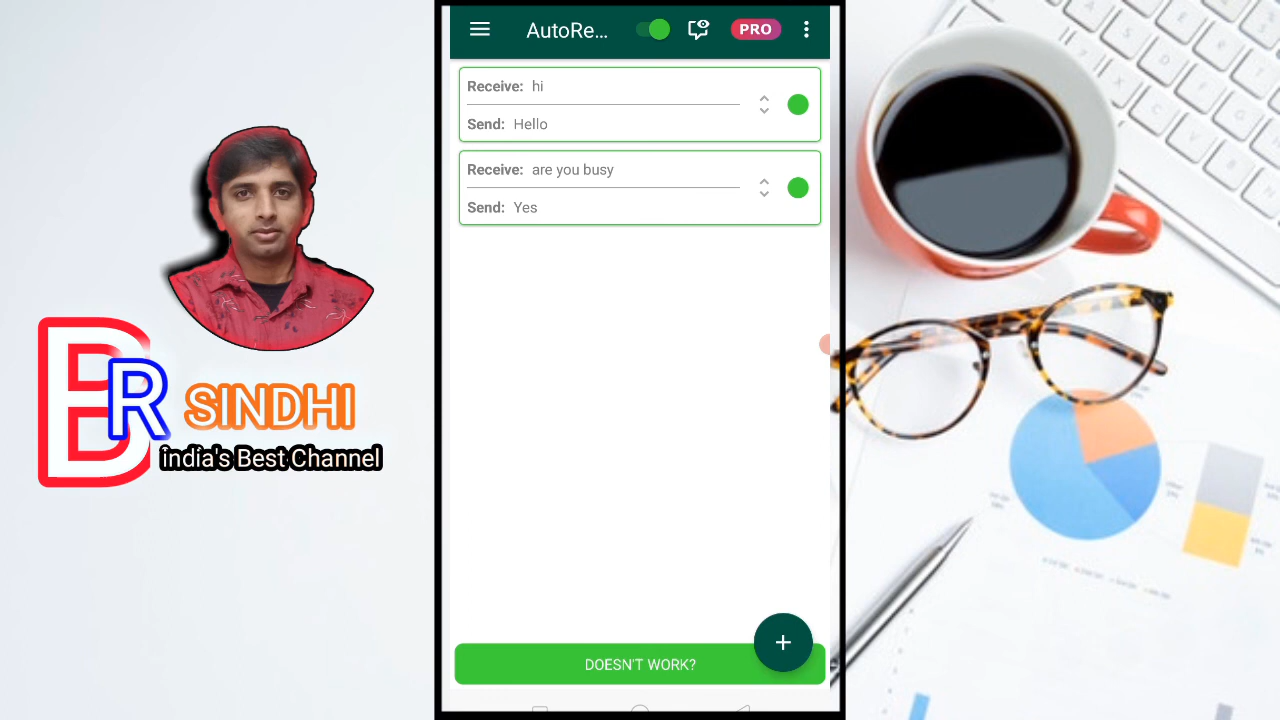 BR SINDHI
india's Best Channel
AutoRe...
PRO
Receive: hi
Send: Hello
Receive: are you busy
Send: Yes
DOESN'T WORK?